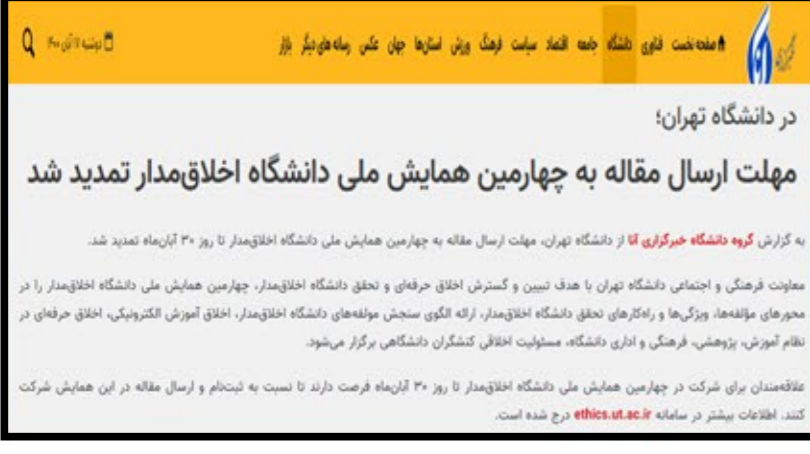 صفحه نخست فناوری دانشگاه جامعه اقتصاد سیاست فرهنگ ورزش استان‌ها جهان عکس رسانه های دیگر بازار
دوشنبه ۱۷ آبان ۱۴۰۰
در دانشگاه تهران؛
مهلت ارسال مقاله به چهارمین همایش ملی دانشگاه اخلاق‌مدار تمدید شد
به گزارش گروه دانشگاه خبرگزاری آنا از دانشگاه تهران، مهلت ارسال مقاله به چهارمین همایش ملی دانشگاه اخلاق‌مدار تا روز ۳۰ آبان‌ماه تمدید شد.
معاونت فرهنگی و اجتماعی دانشگاه تهران با هدف تبیین و گسترش اخلاق حرفه‌ای و تحقق دانشگاه اخلاق‌مدار، چهارمین همایش ملی دانشگاه اخلاق‌مدار را در
محورهای مؤلفه‌ها، ویژگی‌ها و راه‌کارهای تحقق دانشگاه اخلاق‌مدار، ارائه الگوی سنجش مولفه‌های دانشگاه اخلاق‌مدار، اخلاق آموزش الکترونیکی، اخلاق حرفه‌ای در
نظام آموزش، پژوهشی، فرهنگی و اداری دانشگاه، مسئولیت اخلاقی کنشگران دانشگاهی برگزار می‌شود.
علاقه‌مندان برای شرکت در چهارمین همایش ملی دانشگاه اخلاق‌مدار تا روز ۳۰ آبان‌ماه فرصت دارند تا نسبت به ثبت‌نام و ارسال مقاله در این همایش شرکت
کنند. اطلاعات بیشتر در سامانه ethics.ut.ac.ir درج شده است.